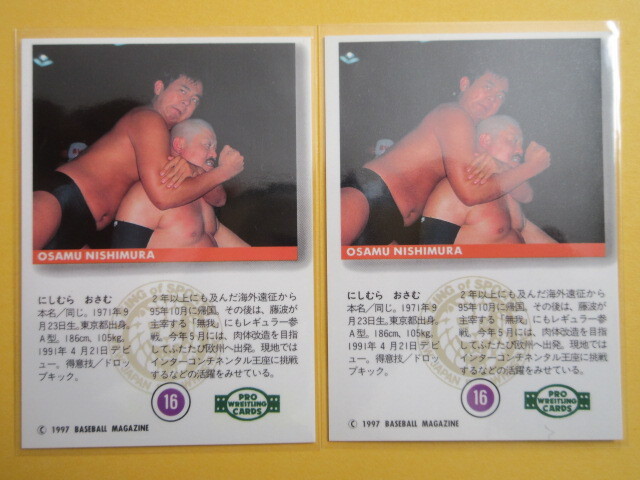 OSAMU NISHIMURA
にしむら おさむ
本名／同じ。1971年9
月23日生。東京都出身。
A型。186cm, 105kg。
1991年4月21日デビ
ュー。得意技／ドロッ
プキック。
2年以上にも及んだ海外遠征から
95年10月に帰国。その後は、藤波が
主宰する「無我」にもレギュラー参
戦。今年5月には、肉体改造を目指
してふたたび欧州へ出発。現地では
インターコンチネンタル王座に挑戦
するなどの活躍をみせている。
KING of SPORTS
16
PRO
WRESTLING
CARDS
© 1997 BASEBALL MAGAZINE
OSAMU NISHIMURA
にしむら おさむ
本名／同じ。1971年9
月23日生。東京都出身。
A型。186cm, 105kg。
1991年4月21日デビ
ュー。得意技／ドロッ
プキック。
2年以上にも及んだ海外遠征から
95年10月に帰国。その後は、藤波が
主宰する「無我」にもレギュラー参
戦。今年5月には、肉体改造を目指
してふたたび欧州へ出発。現地では
インターコンチネンタル王座に挑戦
するなどの活躍をみせている。
16
PRO
WRESTLING
CARDS
© 1997 BASEBALL MAGAZINE